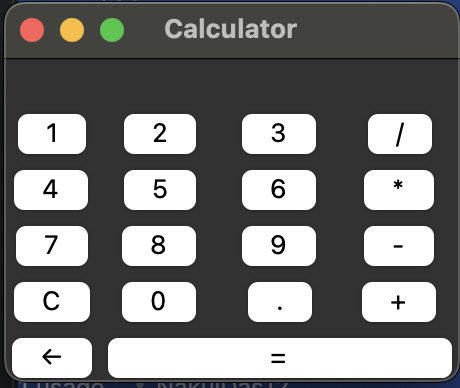 Calculator
1 2 3 /
4 5 6 *
7 8 9 -
C 0 . +
← =